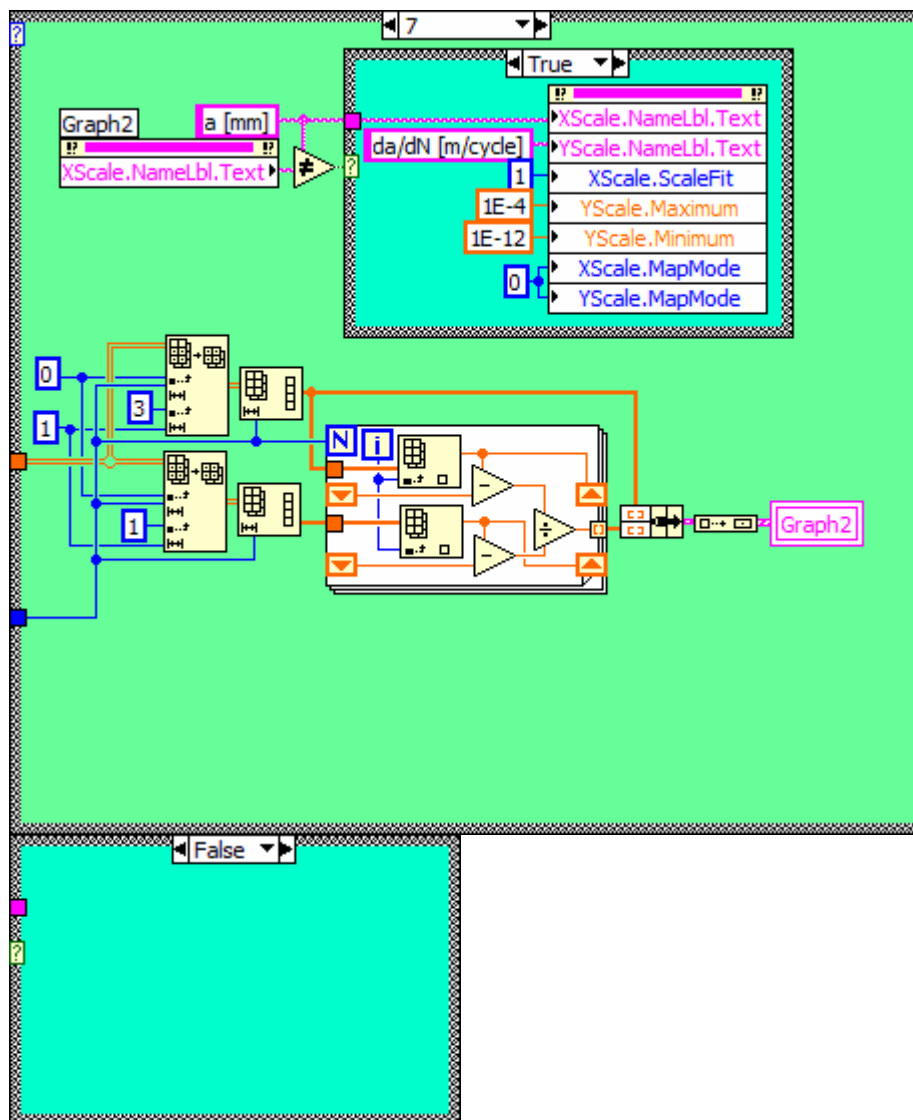 7
True
Graph2
a [mm]
XScale.NameLbl.Text
XScale.NameLbl.Text
da/dN [m/cycle]
YScale.NameLbl.Text
1
XScale.ScaleFit
1E-4
YScale.Maximum
1E-12
YScale.Minimum
0
XScale.MapMode
YScale.MapMode
0
3
1
N
i
1
Graph2
False